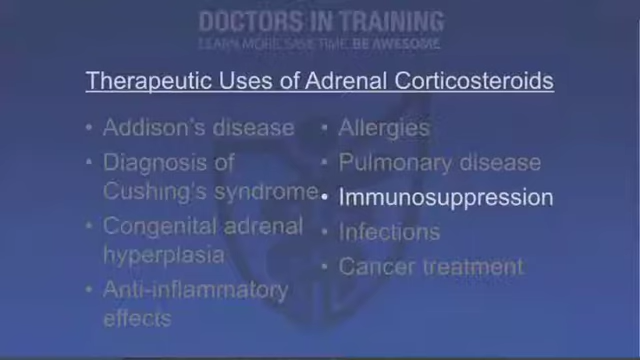 DOCTORS IN TRAINING
LEARN MORE. SAVE TIME. BE AWESOME.
Therapeutic Uses of Adrenal Corticosteroids
• Addison's disease
• Diagnosis of
Cushing's syndrome
• Congenital adrenal
hyperplasia
• Anti-inflammatory
effects
• Allergies
• Pulmonary disease
• Immunosuppression
• Infections
• Cancer treatment